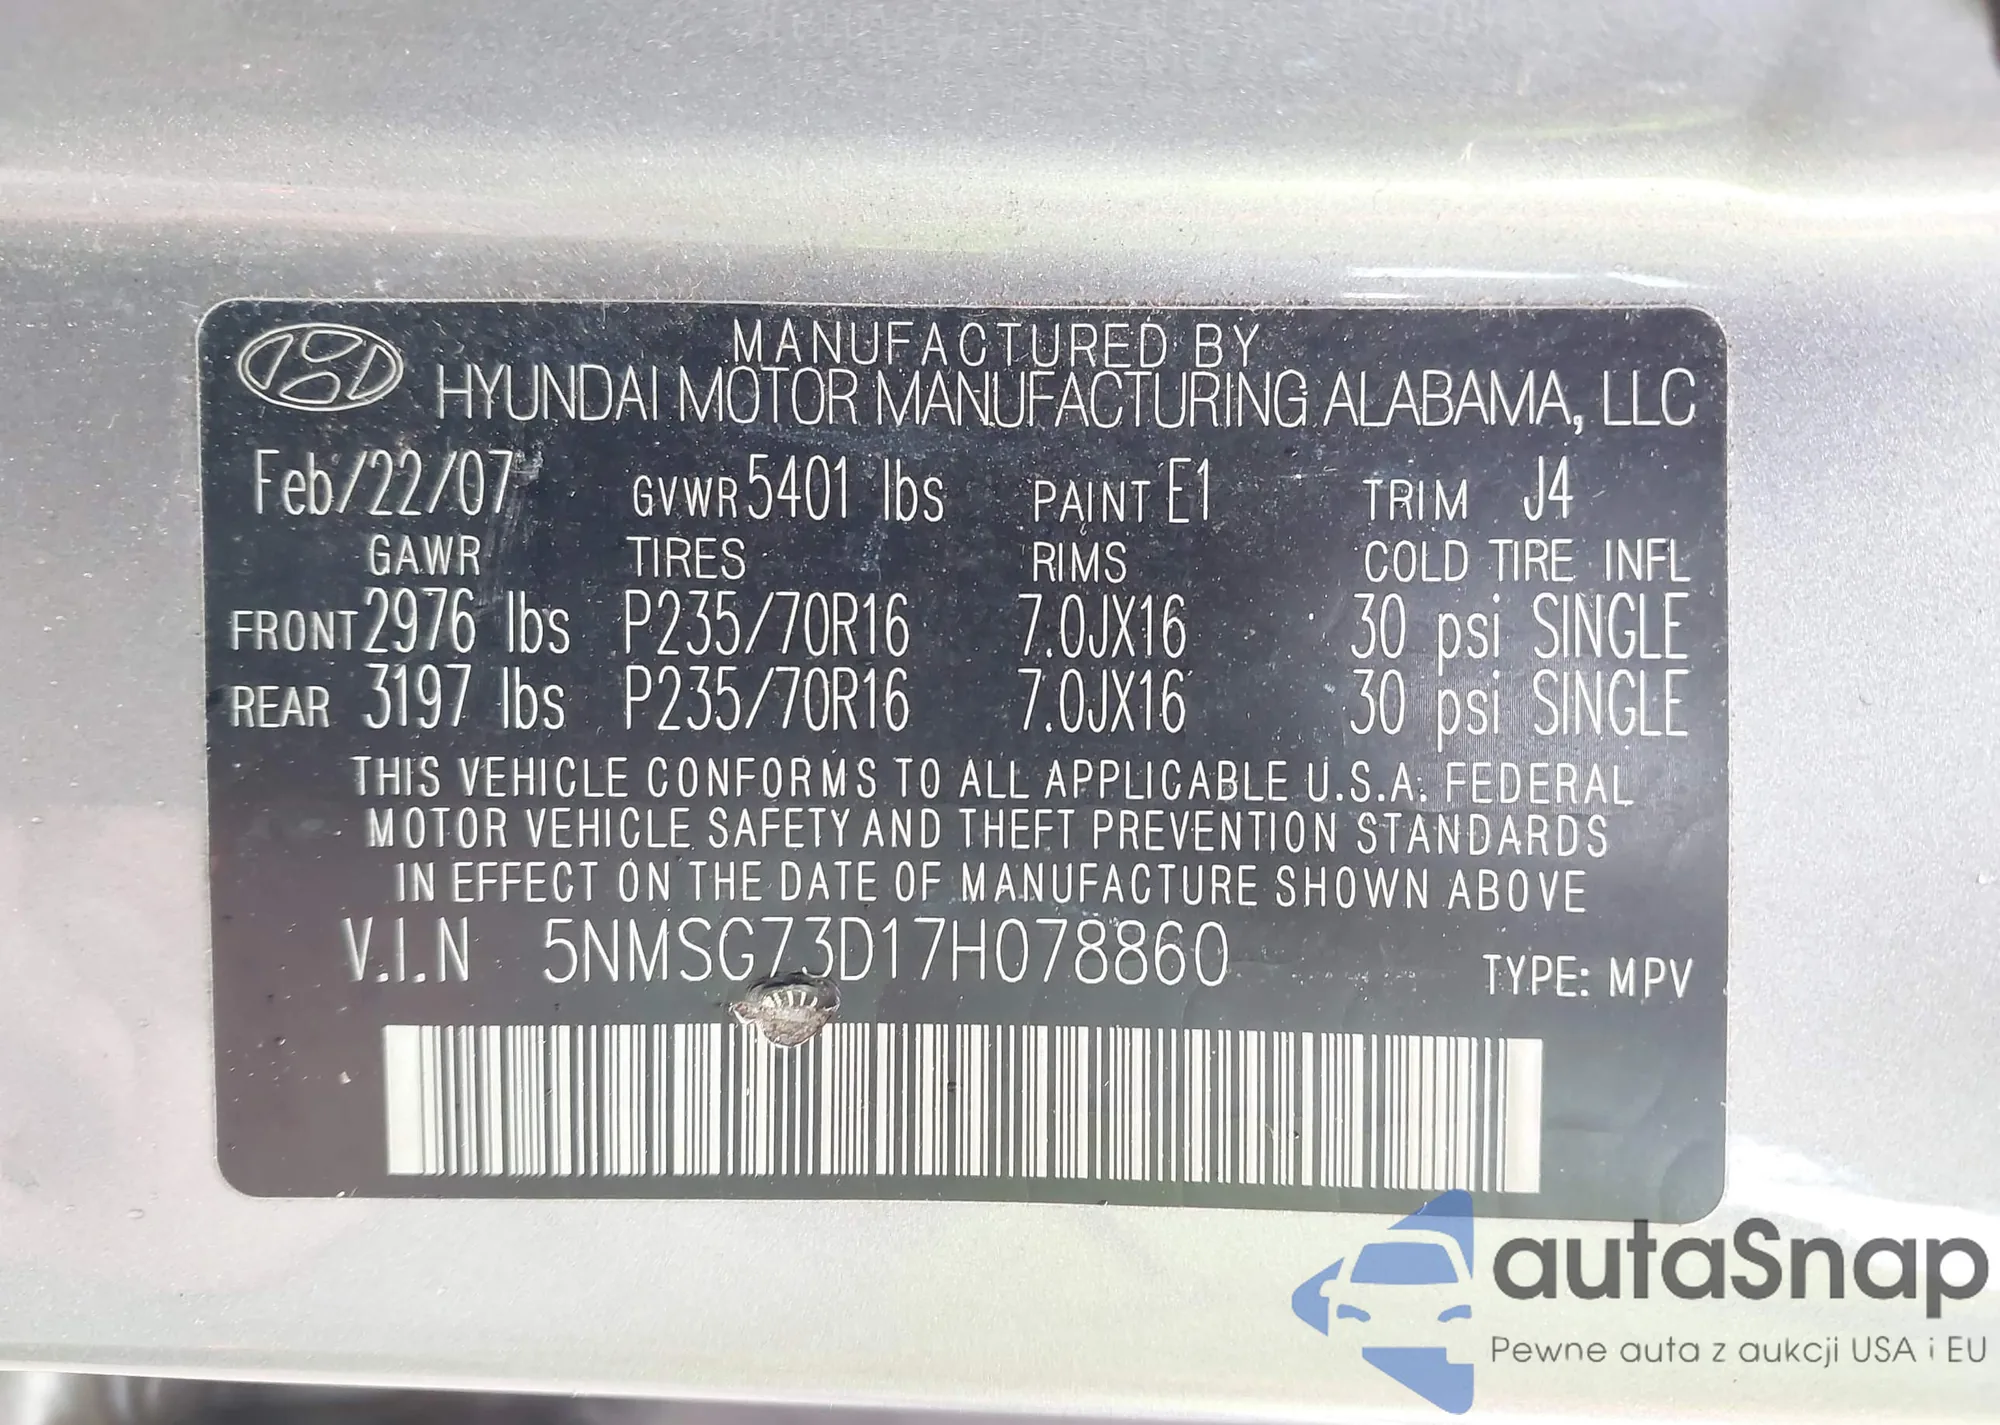 MANUFACTURED BY
HYUNDAI MOTOR MANUFACTURING ALABAMA, LLC
Feb/22/07 GVWR 5401 lbs PAINT E1 TRIM J4
GAWR TIRES RIMS COLD TIRE INFL
FRONT 2976 lbs P235/70R16 7.0JX16 30 psi SINGLE
REAR 3197 lbs P235/70R16 7.0JX16 30 psi SINGLE
THIS VEHICLE CONFORMS TO ALL APPLICABLE U.S.A. FEDERAL
MOTOR VEHICLE SAFETY AND THEFT PREVENTION STANDARDS
IN EFFECT ON THE DATE OF MANUFACTURE SHOWN ABOVE
V.I.N 5NMSG73D17H078860 TYPE: MPV
autaSnap
Pewne auta z aukcji USA i EU